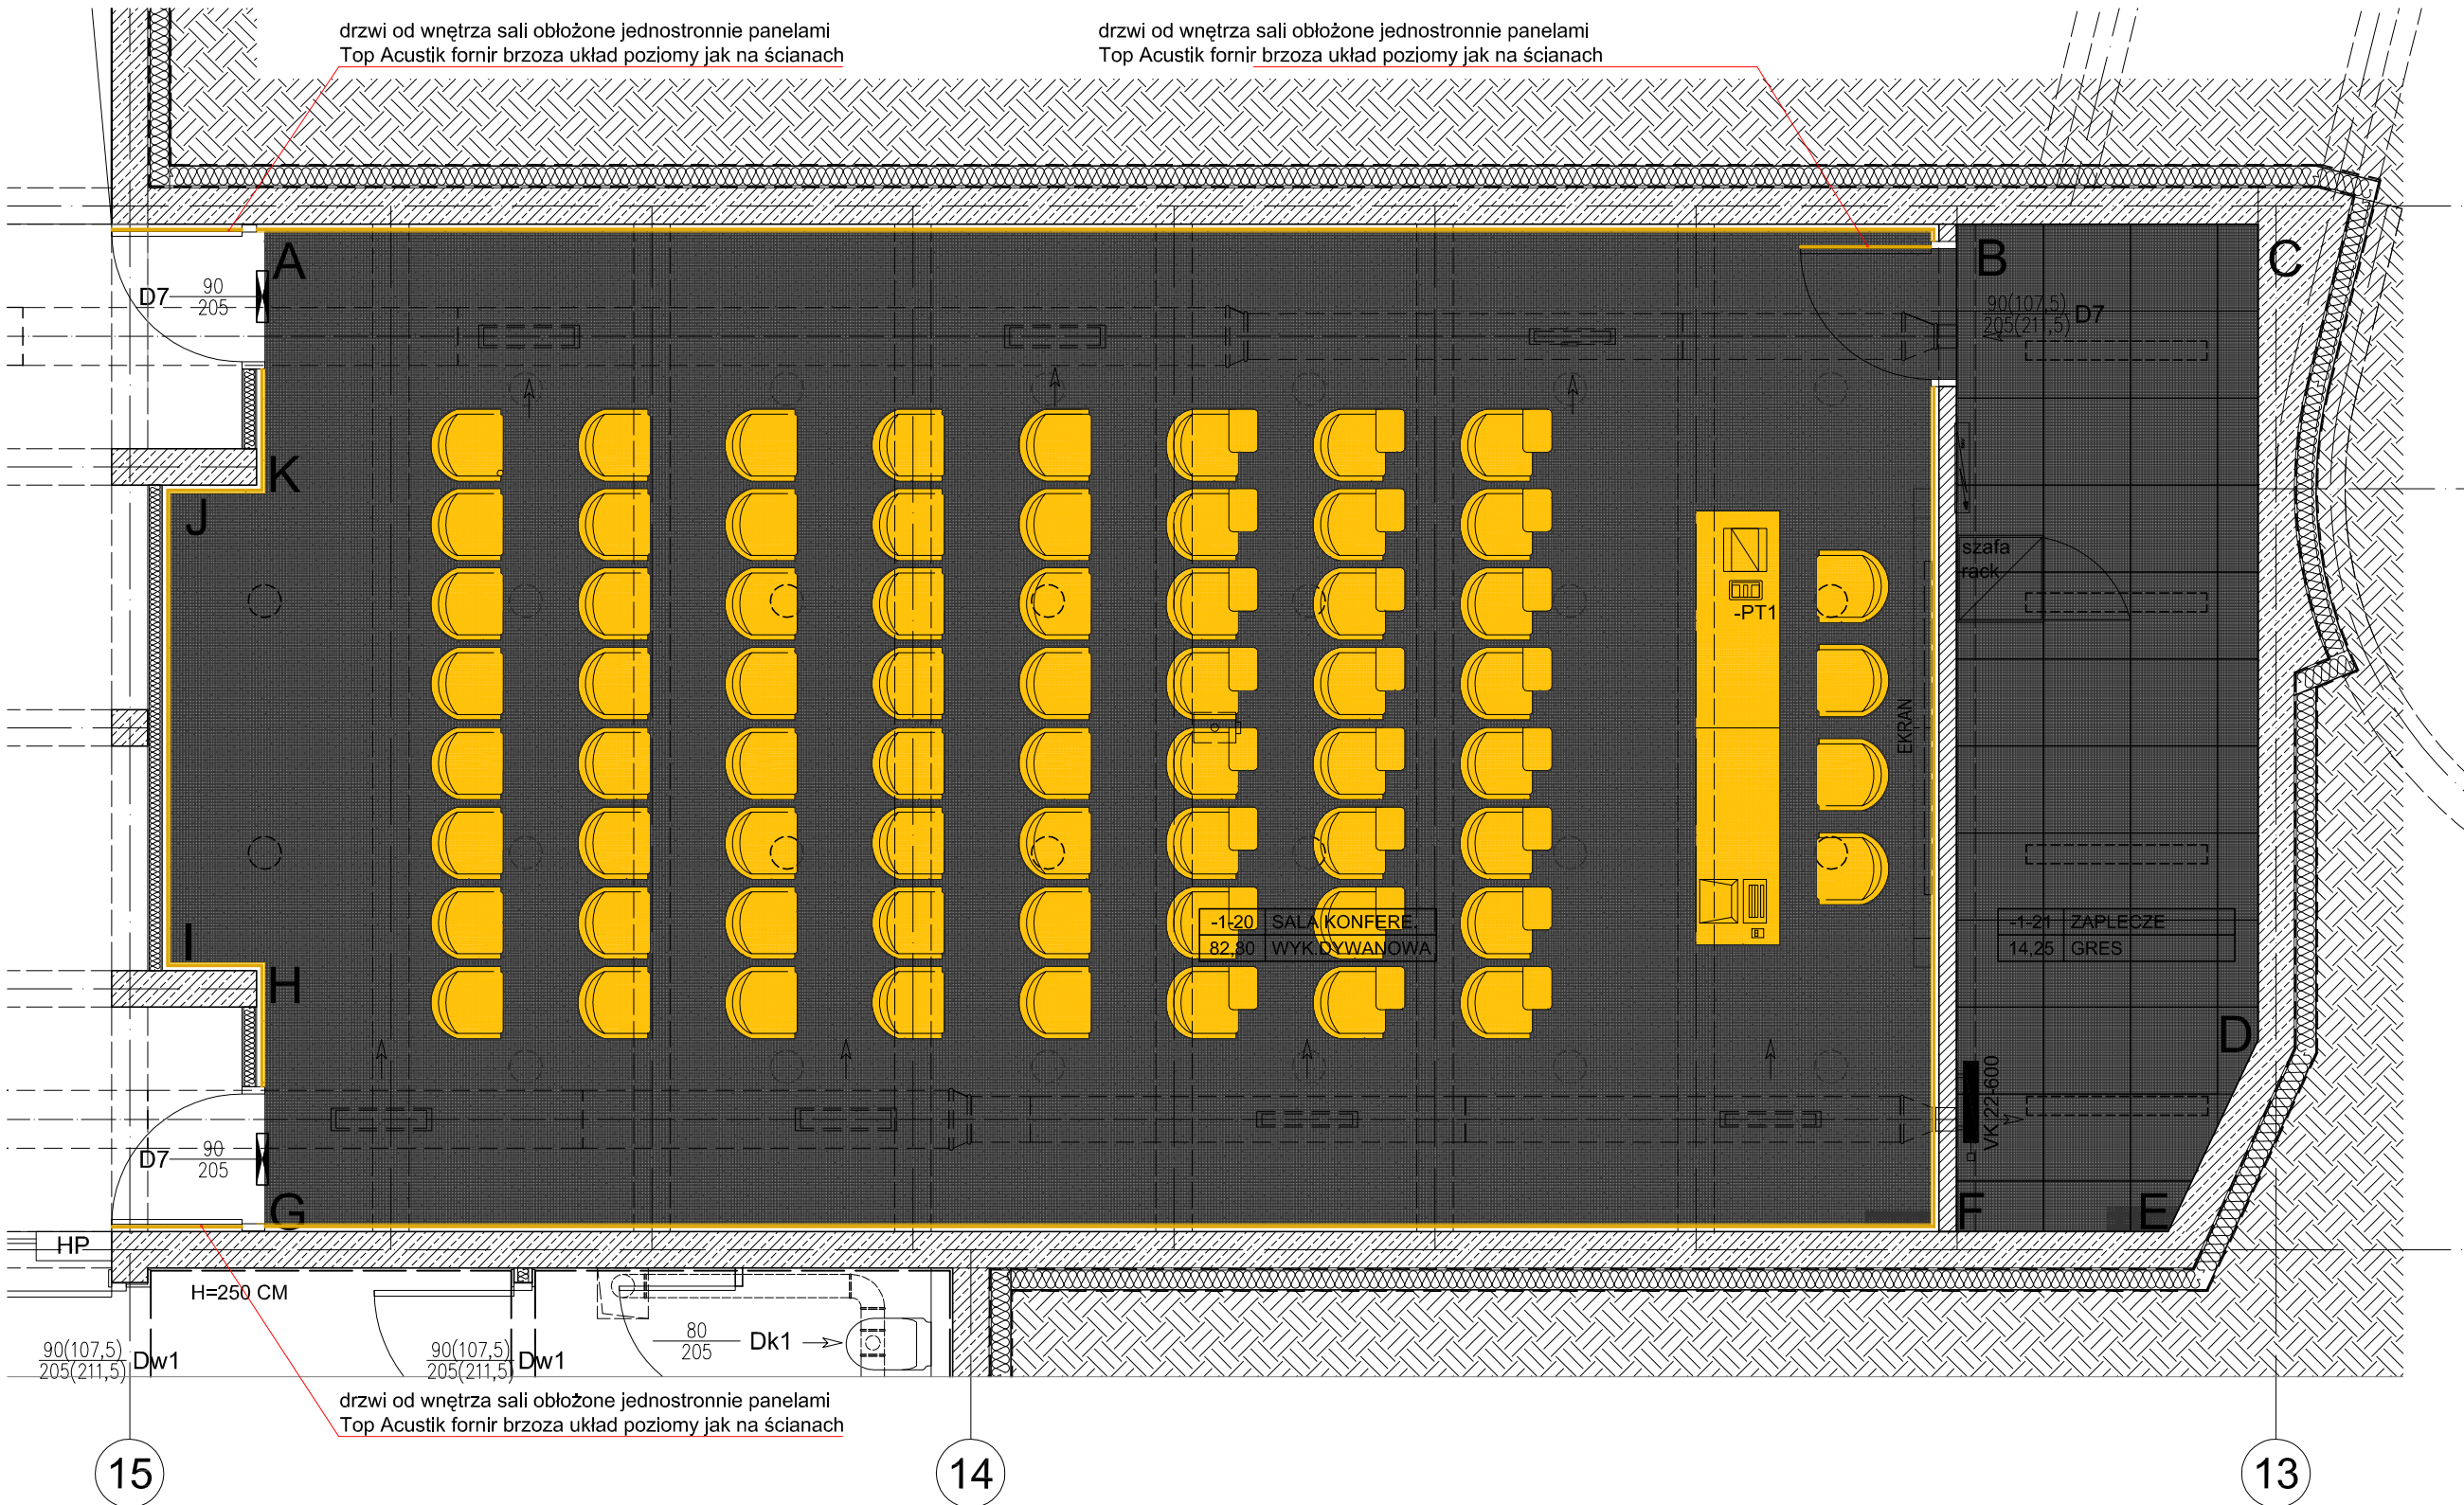 drzwi od wnętrza sali obłożone jednostronnie panelami
Top Acustik fornir brzoza układ poziomy jak na ścianach
drzwi od wnętrza sali obłożone jednostronnie panelami
Top Acustik fornir brzoza układ poziomy jak na ścianach
A
B
C
D7
90
205
90(107,5)
205(211,5)
D7
K
J
szafa
rack
-PT1
EKRAN
-1-20 SALA KONFERE.
82,80 WYK.DYWANOWA
-1-21 ZAPLECZE
14,25 GRES
I
H
D
VK22-600
D7
90
205
G
F
E
HP
H=250 CM
90(107,5)
205(211,5)
Dw1
90(107,5)
205(211,5)
Dw1
80
205
Dk1
drzwi od wnętrza sali obłożone jednostronnie panelami
Top Acustik fornir brzoza układ poziomy jak na ścianach
15
14
13